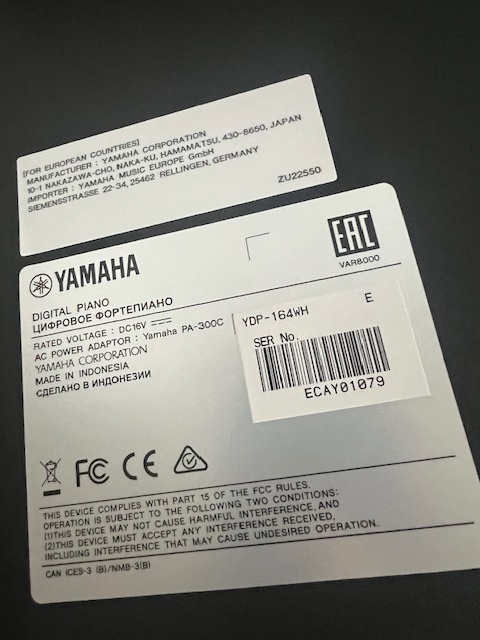 [FOR EUROPEAN COUNTRIES]
MANUFACTURER : YAMAHA CORPORATION
10-1 NAKAZAWA-CHO, NAKA-KU, HAMAMATSU, 430-8650, JAPAN
IMPORTER : YAMAHA MUSIC EUROPE GmbH
SIEMENSSTRASSE 22-34, 25462 RELLINGEN, GERMANY
ZU22550
EAC
VAR8000
YAMAHA
DIGITAL PIANO
ЦИФРОВОЕ ФОРТЕПИАНО
RATED VOLTAGE : DC16V
AC POWER ADAPTOR : Yamaha PA-300C
YAMAHA CORPORATION
MADE IN INDONESIA
СДЕЛАНО В ИНДОНЕЗИИ
E
YDP-164WH
SER No.
ECAY01079
FC CE
THIS DEVICE COMPLIES WITH PART 15 OF THE FCC RULES.
OPERATION IS SUBJECT TO THE FOLLOWING TWO CONDITIONS:
(1)THIS DEVICE MAY NOT CAUSE HARMFUL INTERFERENCE, AND
(2)THIS DEVICE MUST ACCEPT ANY INTERFERENCE RECEIVED,
INCLUDING INTERFERENCE THAT MAY CAUSE UNDESIRED OPERATION.
CAN ICES-3 (B)/NMB-3(B)